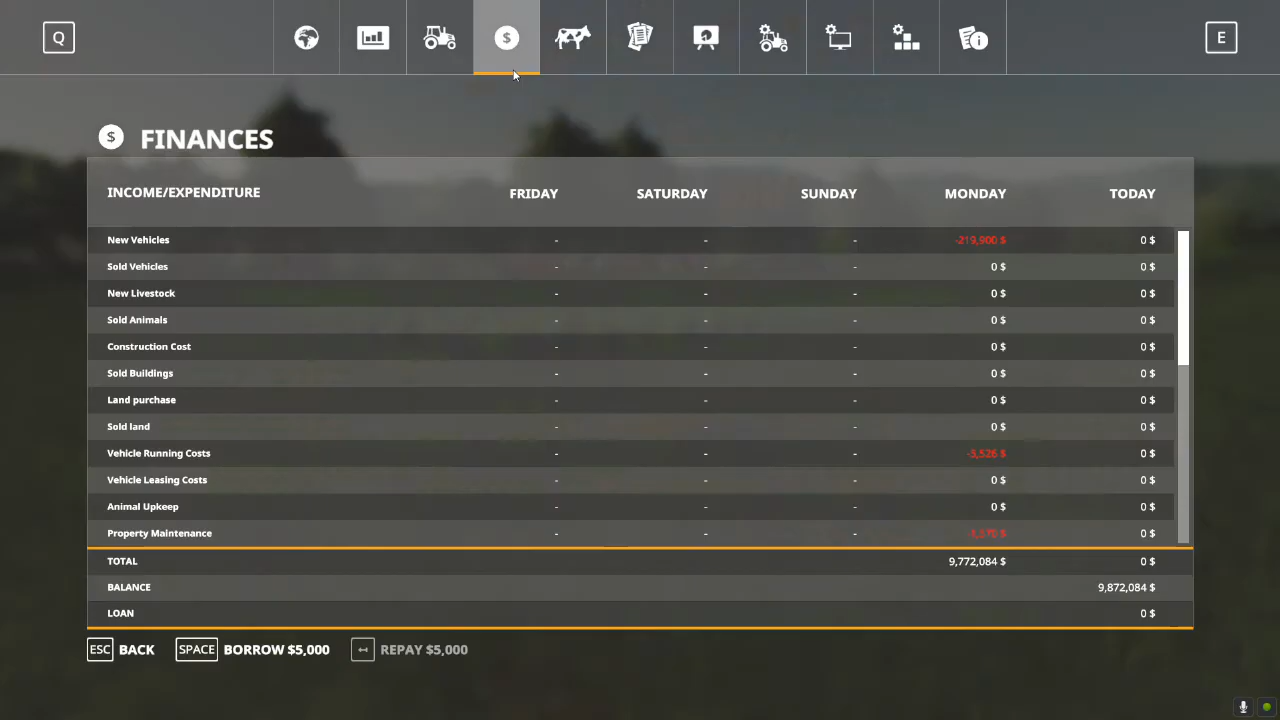 Q
$
E
$ FINANCES
INCOME/EXPENDITURE FRIDAY SATURDAY SUNDAY MONDAY TODAY
New Vehicles - - - -219,900 $ 0 $
Sold Vehicles - - - 0 $ 0 $
New Livestock - - - 0 $ 0 $
Sold Animals - - - 0 $ 0 $
Construction Cost - - - 0 $ 0 $
Sold Buildings - - - 0 $ 0 $
Land purchase - - - 0 $ 0 $
Sold land - - - 0 $ 0 $
Vehicle Running Costs - - - $ 0 $
Vehicle Leasing Costs - - - 0 $ 0 $
Animal Upkeep - - - 0 $ 0 $
Property Maintenance - - - $ 0 $
TOTAL 9,772,084 $ 0 $
BALANCE 9,872,084 $
LOAN 0 $
ESC BACK SPACE BORROW $5,000 ↔ REPAY $5,000